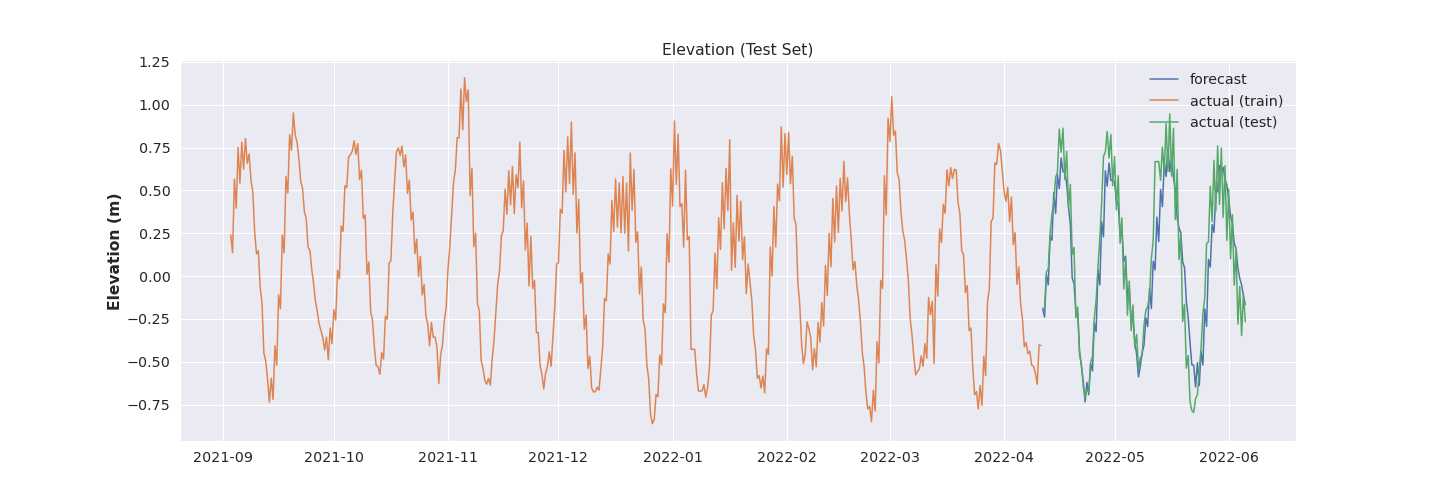 Elevation (Test Set)
Elevation (m)
1.25
1.00
0.75
0.50
0.25
0.00
−0.25
−0.50
−0.75
forecast
actual (train)
actual (test)
2021-09 2021-10 2021-11 2021-12 2022-01 2022-02 2022-03 2022-04 2022-05 2022-06